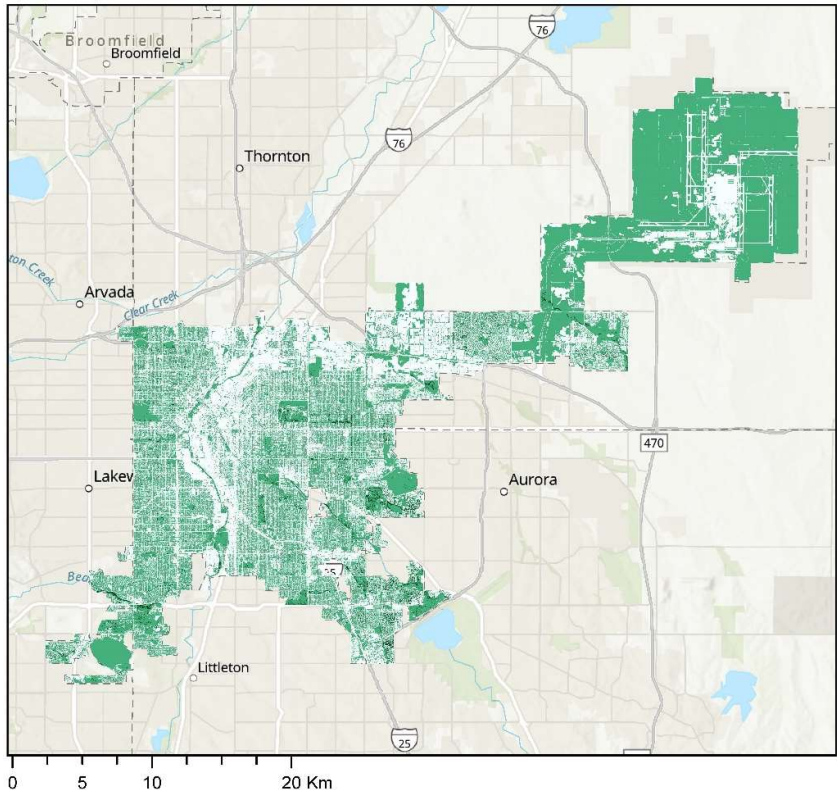 Broomfield
Broomfield
76
76
Thornton
ton Creek
Arvada
Clear Creek
470
Lakew
Aurora
Bea
Littleton
25
0 5 10 20 Km